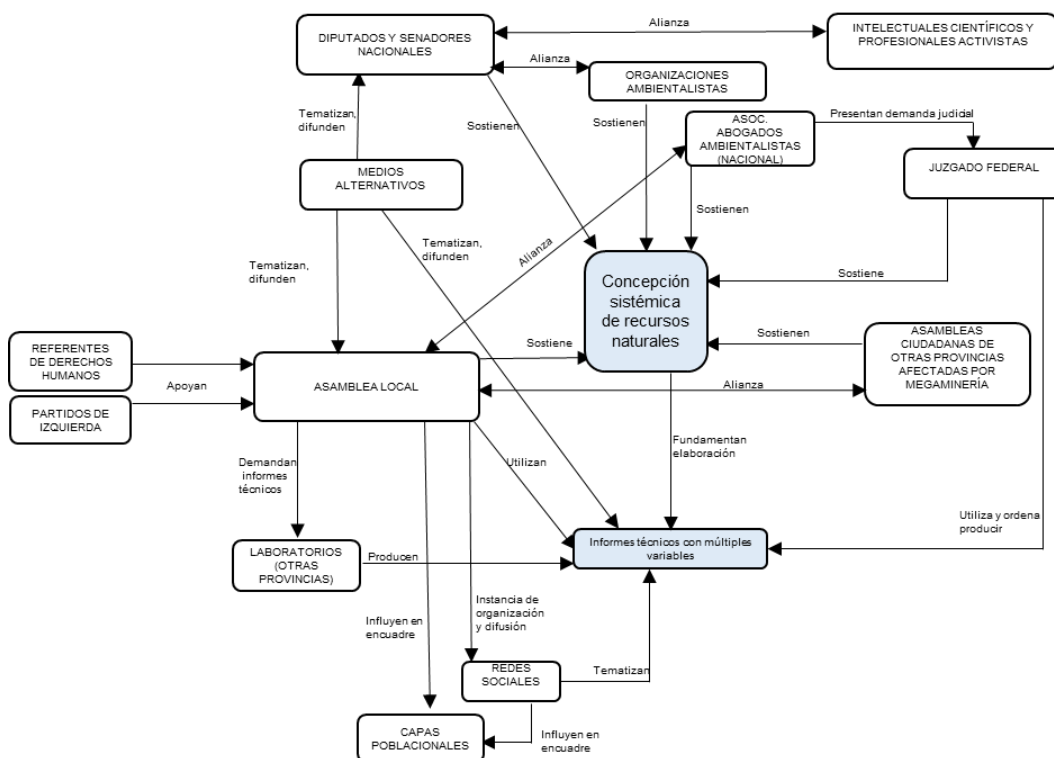 Alianza
DIPUTADOS Y SENADORES
NACIONALES
INTELECTUALES CIENTÍFICOS Y
PROFESIONALES ACTIVISTAS
Alianza
ORGANIZACIONES
AMBIENTALISTAS
Tematizan,
difunden
Sostienen
Sostienen
ASOC.
ABOGADOS
AMBIENTALISTAS
(NACIONAL)
Presentan demanda judicial
JUZGADO FEDERAL
MEDIOS
ALTERNATIVOS
Sostienen
Tematizan,
difunden
Alianza
Tematizan,
difunden
Sostiene
Concepción
sistémica
de recursos
naturales
REFERENTES
DE DERECHOS
HUMANOS
Sostiene
Sostienen
ASAMBLEAS
CIUDADANAS DE
OTRAS PROVINCIAS
AFECTADAS POR
MEGAMINERÍA
Apoyan
ASAMBLEA LOCAL
Alianza
PARTIDOS DE
IZQUIERDA
Demandan
informes
técnicos
Utilizan
Fundamentan
elaboración
Utiliza y ordena
producir
LABORATORIOS
(OTRAS
PROVINCIAS)
Producen
Informes técnicos con múltiples
variables
Influyen en
encuadre
Instancia de
organización
y difusión
REDES
SOCIALES
Tematizan
CAPAS
POBLACIONALES
Influyen en
encuadre